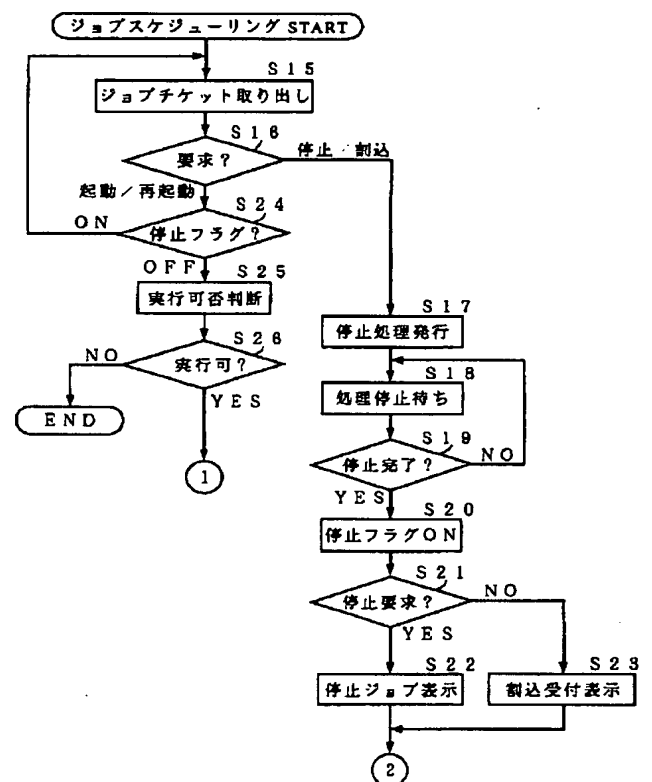 ジョブスケジューリング START
S15
ジョブチケット取り出し
S16
要求?
停止/割込
起動/再起動
S24
停止フラグ?
ON
OFF
S25
実行可否判断
S26
実行可?
NO
YES
END
1
S17
停止処理発行
S18
処理停止待ち
S19
停止完了?
NO
YES
S20
停止フラグON
S21
停止要求?
NO
YES
S22
停止ジョブ表示
S23
割込受付表示
2